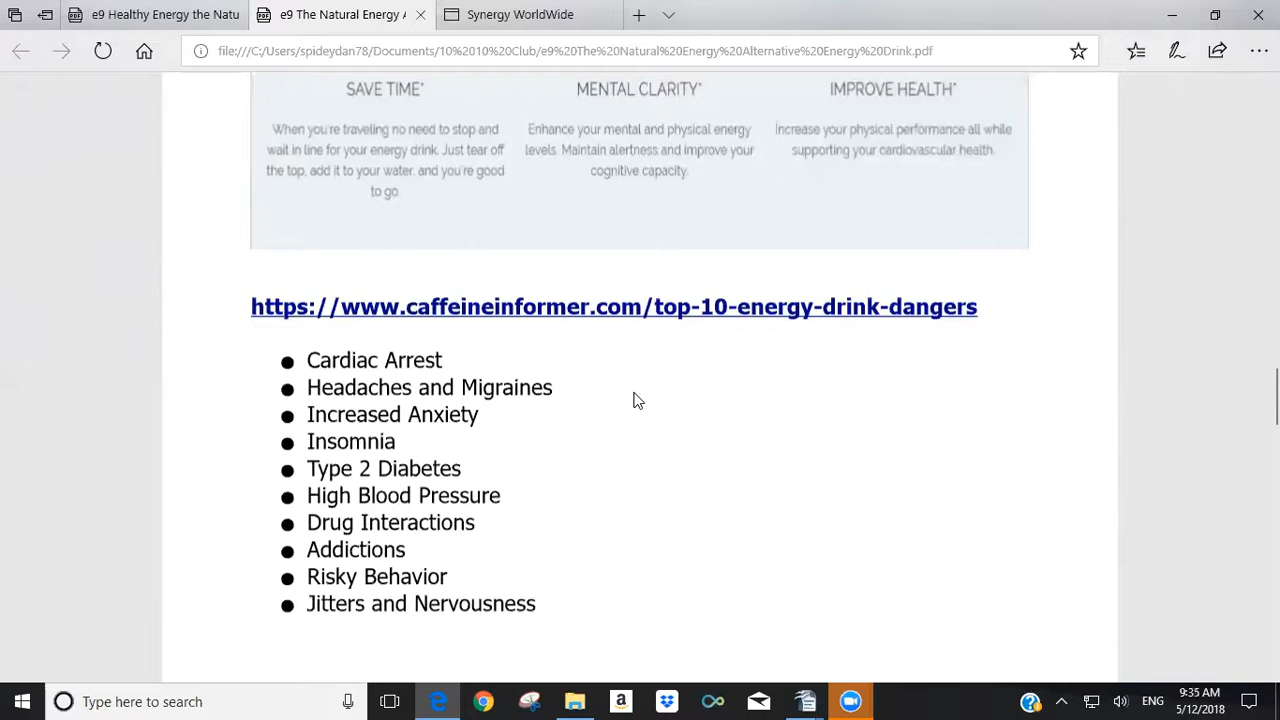 e9 Healthy Energy the Natu
e9 The Natural Energy A
Synergy WorldWide
file:///C:/Users/spideydan78/Documents/10%2010%20Club/e9%20The%20Natural%20Energy%20Alternative%20Energy%20Drink.pdf
SAVE TIME* MENTAL CLARITY* IMPROVE HEALTH*
When you're traveling no need to stop and
wait in line for your energy drink. Just tear off
the top, add it to your water, and you're good
to go.
Enhance your mental and physical energy
levels. Maintain alertness and improve your
cognitive capacity.
Increase your physical performance all while
supporting your cardiovascular health.
https://www.caffeineinformer.com/top-10-energy-drink-dangers
● Cardiac Arrest
● Headaches and Migraines
● Increased Anxiety
● Insomnia
● Type 2 Diabetes
● High Blood Pressure
● Drug Interactions
● Addictions
● Risky Behavior
● Jitters and Nervousness
Type here to search
ENG
9:35 AM
5/12/2018